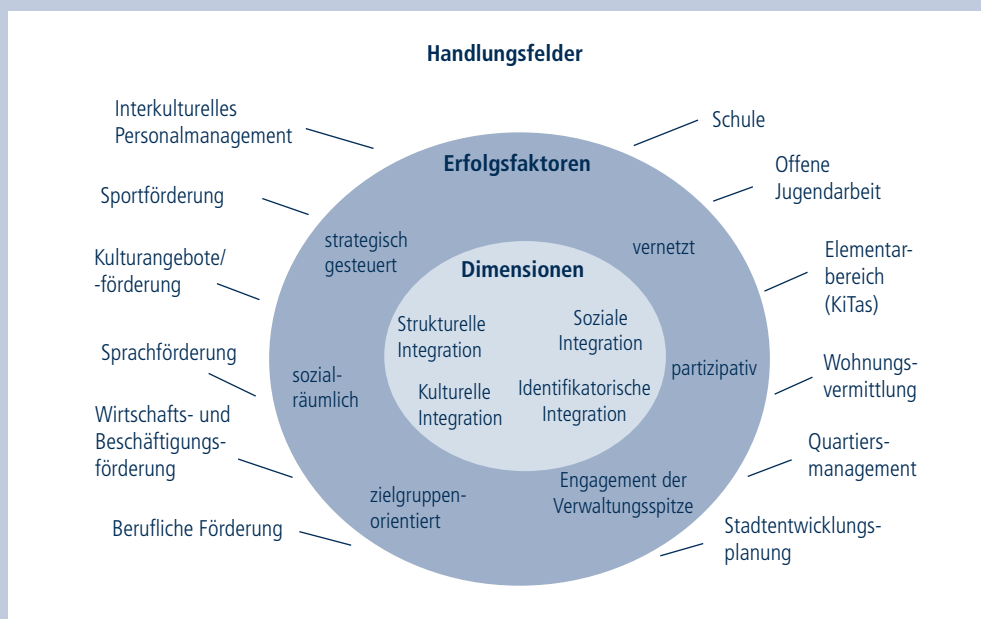 Handlungsfelder
Interkulturelles
Personalmanagement
Sportförderung
Kulturangebote/
-förderung
Sprachförderung
Wirtschafts- und
Beschäftigungs-
förderung
Berufliche Förderung
Schule
Offene
Jugendarbeit
Elementar-
bereich
(KiTas)
Wohnungs-
vermittlung
Quartiers-
management
Stadtentwicklungs-
planung
Erfolgsfaktoren
strategisch
gesteuert
vernetzt
sozial-
räumlich
partizipativ
zielgruppen-
orientiert
Engagement der
Verwaltungsspitze
Dimensionen
Strukturelle
Integration
Soziale
Integration
Kulturelle
Integration
Identifikatorische
Integration